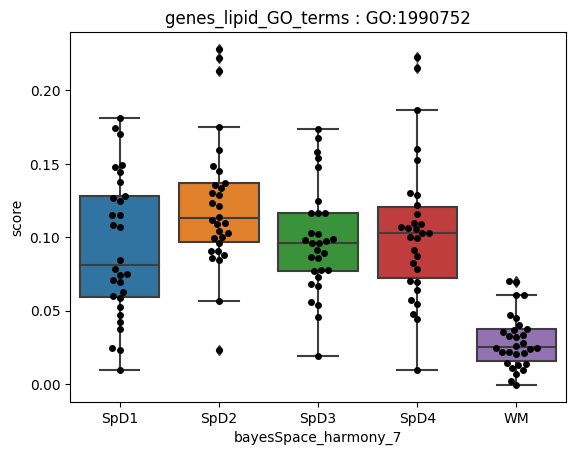 genes_lipid_GO_terms : GO:1990752
score
0.20
0.15
0.10
0.05
0.00
SpD1 SpD2 SpD3 SpD4 WM
bayesSpace_harmony_7